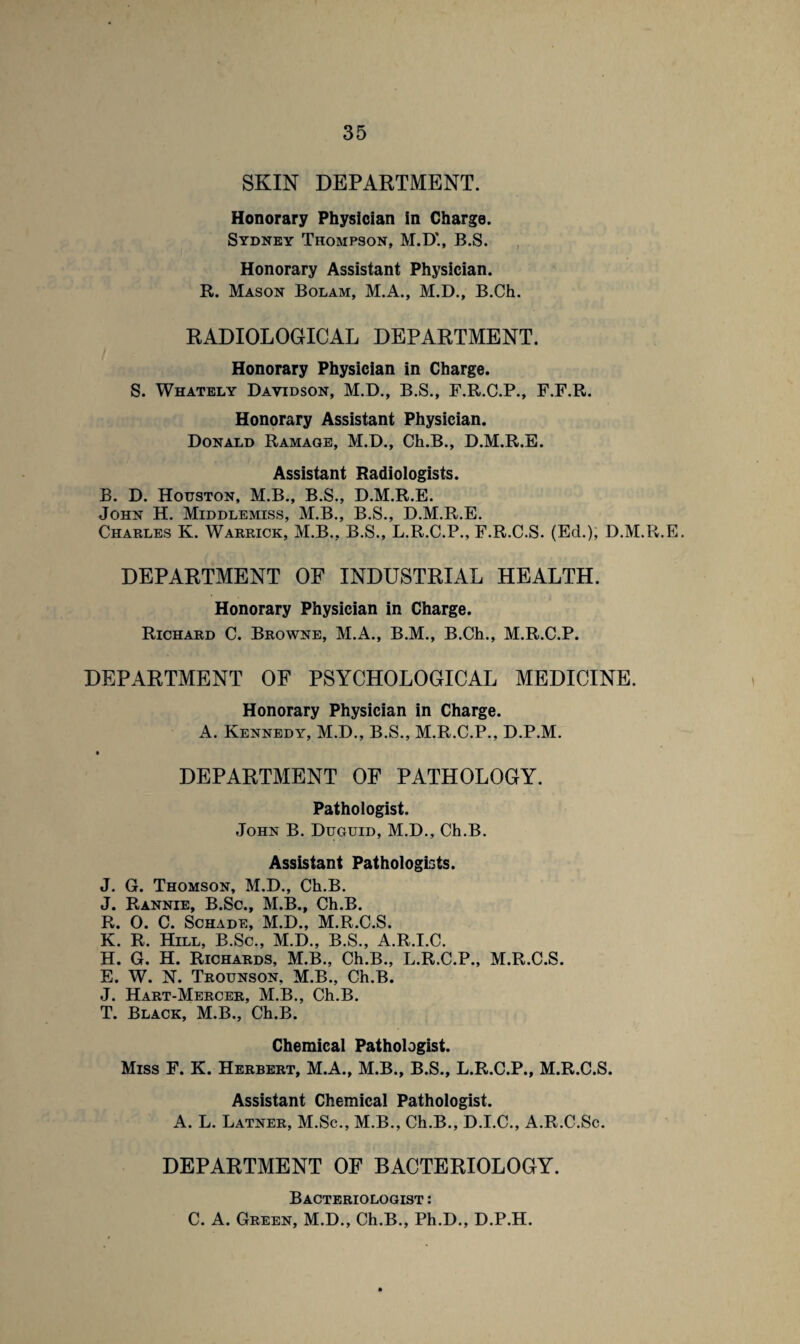 35
SKIN DEPARTMENT.
Honorary Physician in Charge.
Sydney Thompson, M.D., B.S.
Honorary Assistant Physician.
R. Mason Bolam, M.A., M.D., B.Ch.
RADIOLOGICAL DEPARTMENT.
Honorary Physician in Charge.
S. Whately Davidson, M.D., B.S., F.R.C.P., F.F.R.
Honorary Assistant Physician.
Donald Ramage, M.D., Ch.B., D.M.R.E.
Assistant Radiologists.
B. D. Houston, M.B., B.S., D.M.R.E.
John H. Middlemiss, M.B., B.S., D.M.R.E.
Charles K. Warrick, M.B., B.S., L.R.C.P., F.R.C.S. (Ed.), D.M.R.E.
DEPARTMENT OF INDUSTRIAL HEALTH.
Honorary Physician in Charge.
Richard C. Browne, M.A., B.M., B.Ch., M.R.C.P.
DEPARTMENT OF PSYCHOLOGICAL MEDICINE.
Honorary Physician in Charge.
A. Kennedy, M.D., B.S., M.R.C.P., D.P.M.
DEPARTMENT OF PATHOLOGY.
Pathologist.
John B. Duguid, M.D., Ch.B.
Assistant Pathologists.
J. G. Thomson, M.D., Ch.B.
J. Rannie, B.Sc., M.B., Ch.B.
R. O. C. Schade, M.D., M.R.C.S.
K. R. Hill, B.Sc., M.D., B.S., A.R.I.C.
H. G. H. Richards, M.B., Ch.B., L.R.C.P., M.R.C.S.
E. W. N. Trounson, M.B., Ch.B.
J. Hart-Mercer, M.B., Ch.B.
T. Black, M.B., Ch.B.
Chemical Pathologist.
Miss F. K. Herbert, M.A., M.B., B.S., L.R.C.P., M.R.C.S.
Assistant Chemical Pathologist.
A. L. Latner, M.Sc., M.B., Ch.B., D.I.C., A.R.C.Sc.
DEPARTMENT OF BACTERIOLOGY.
Bacteriologist:
C. A. Green, M.D., Ch.B., Ph.D., D.P.H.